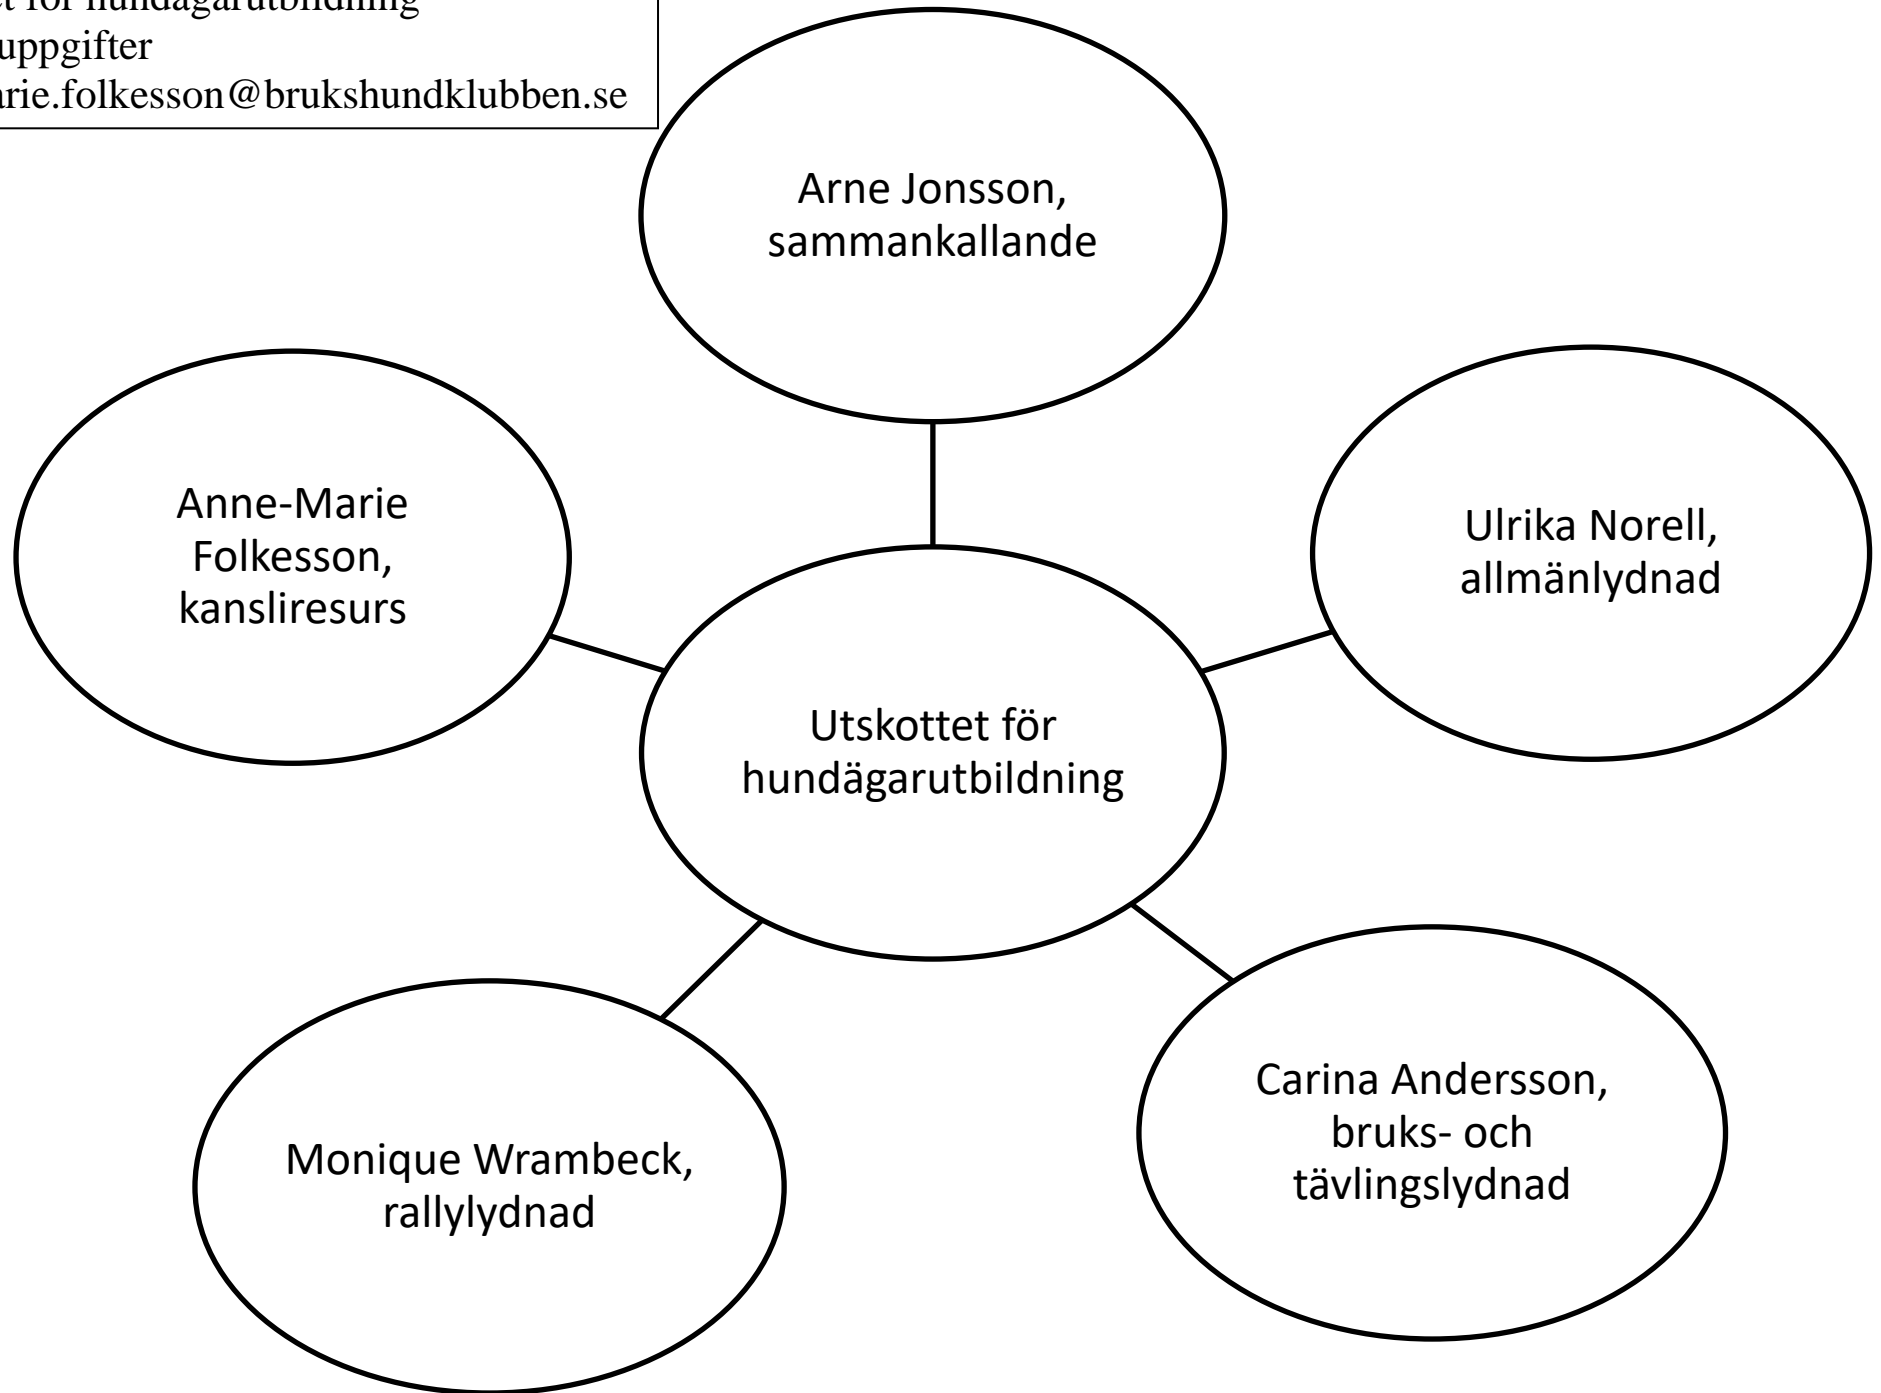 för hundägarutbildning
uppgifter
arie.folkesson@brukshundklubben.se
Arne Jonsson,
sammankallande
Anne-Marie
Folkesson,
kansliresurs
Ulrika Norell,
allmänlydnad
Utskottet för
hundägarutbildning
Carina Andersson,
bruks- och
tävlingslydnad
Monique Wrambeck,
rallylydnad